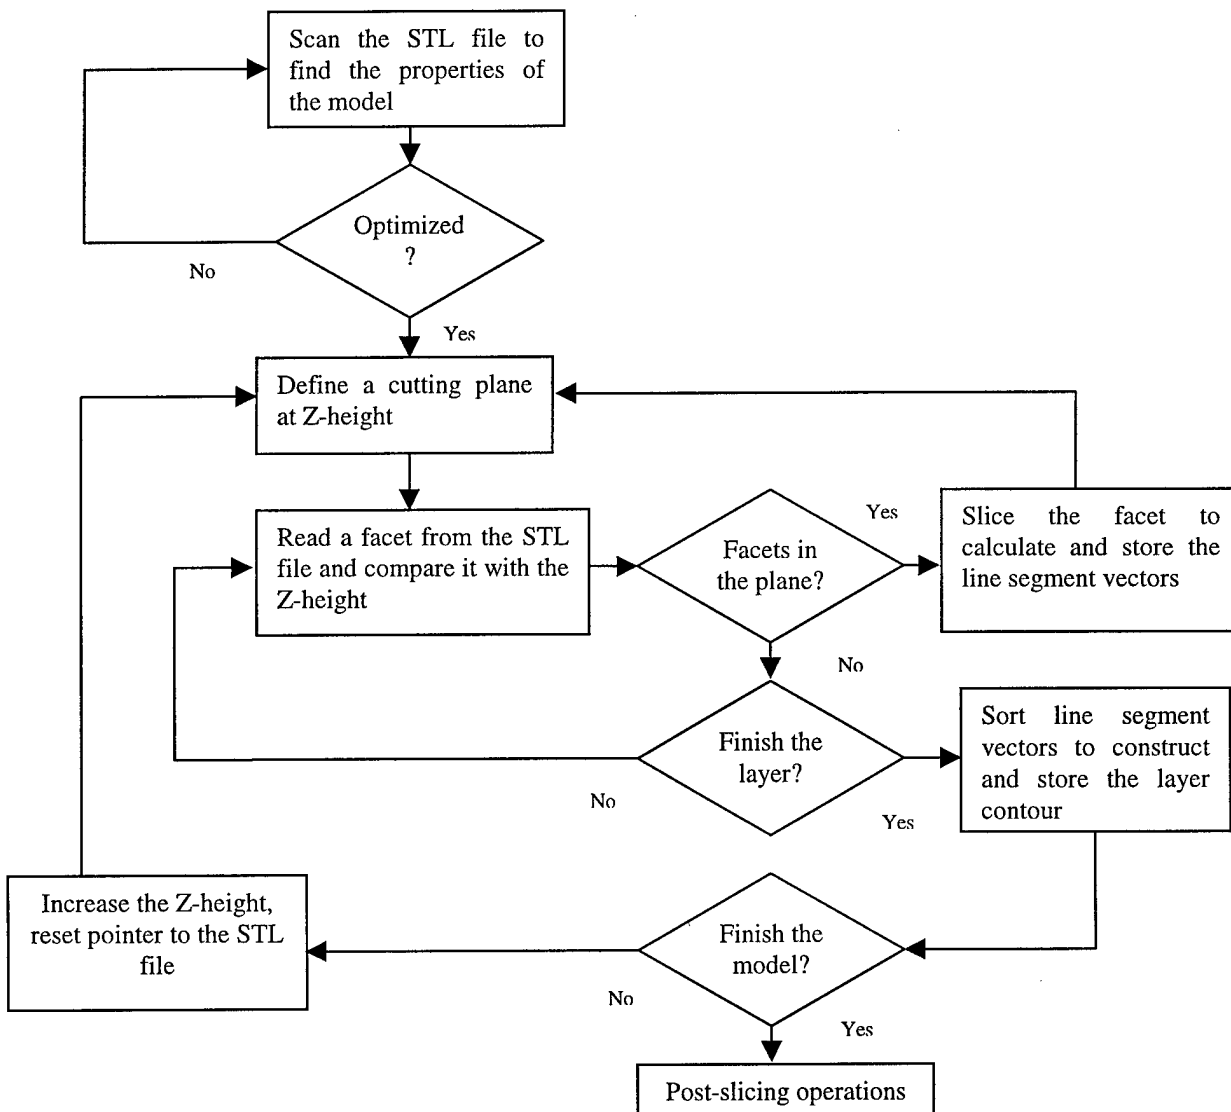 Scan the STL file to
find the properties of
the model
Optimized
?
No
Yes
Define a cutting plane
at Z-height
Read a facet from the STL
file and compare it with the
Z-height
Facets in
the plane?
Yes
Slice the facet to
calculate and store the
line segment vectors
No
Finish the
layer?
No
Yes
Sort line segment
vectors to construct
and store the layer
contour
Increase the Z-height,
reset pointer to the STL
file
Finish the
model?
No
Yes
Post-slicing operations